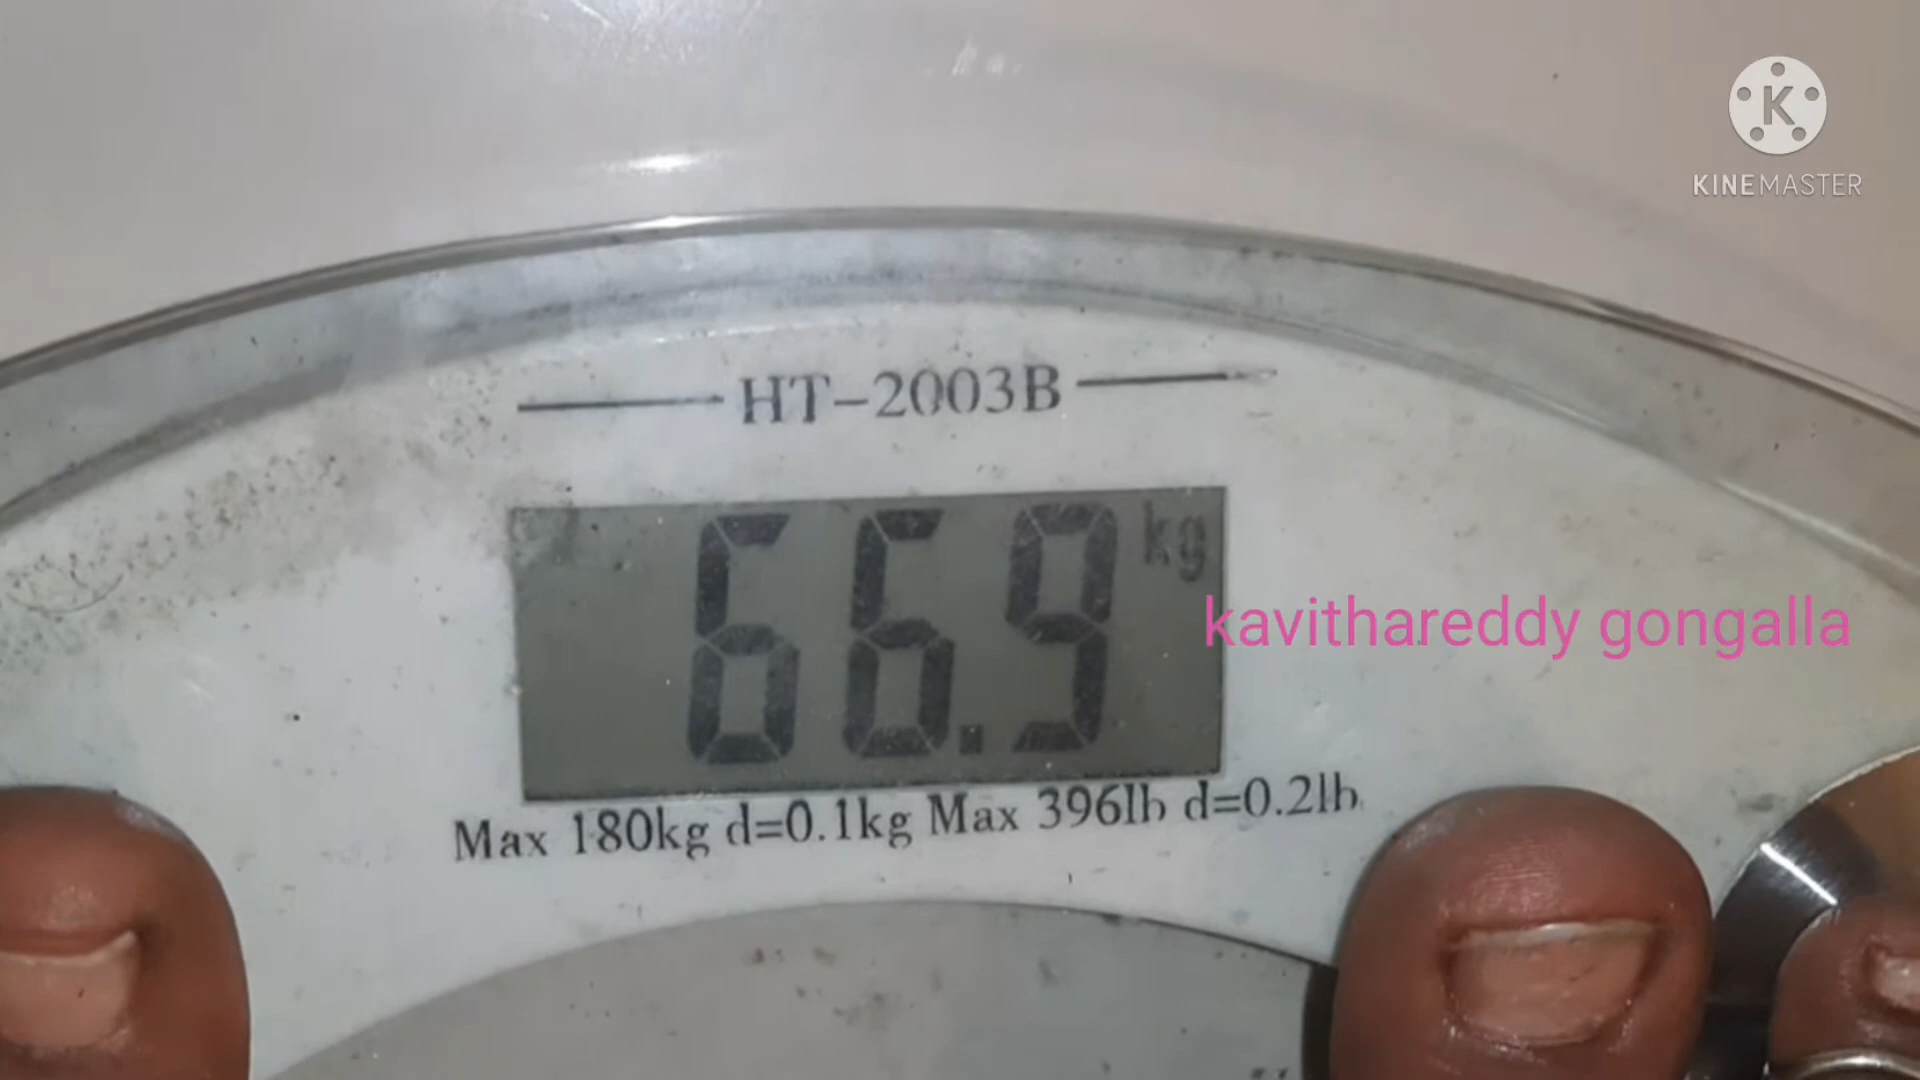 K
KINEMASTER
HT-2003B
66.9 kg
kavithareddy gongalla
Max 180kg d=0.1kg Max 396lb d=0.2lb